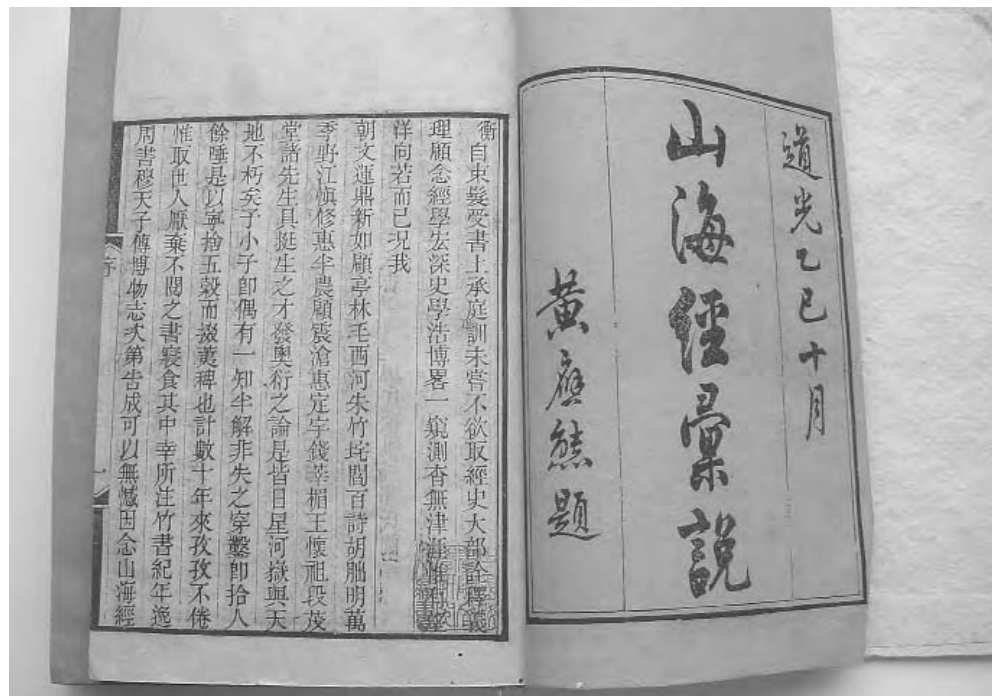 道光乙巳十月
山海經彙說
黃應熊題
衡自束髮受書上承庭訓未嘗不欲取經史大部詮釋義
理顧念經學宏深史學浩博畧一窺測杳無津涯惟有望
洋向若而已況我
朝文運鼎新如顧亭林毛西河朱竹垞閻百詩胡朏明萬
季野江愼修惠半農顧震滄惠定宇錢莘楣王懷祖段茂
堂諸先生具挺生之才發奧衍之論是皆日星河嶽與天
地不朽矣予小子卽偶有一知半解非失之穿鑿卽拾人
餘唾是以寧捨五穀而掇荑稗也計數十年來孜孜不倦
惟取世人厭棄不閱之書寢食其中幸所注竹書紀年逸
周書穆天子傳博物志次第告成可以無憾因念山海經
序
一